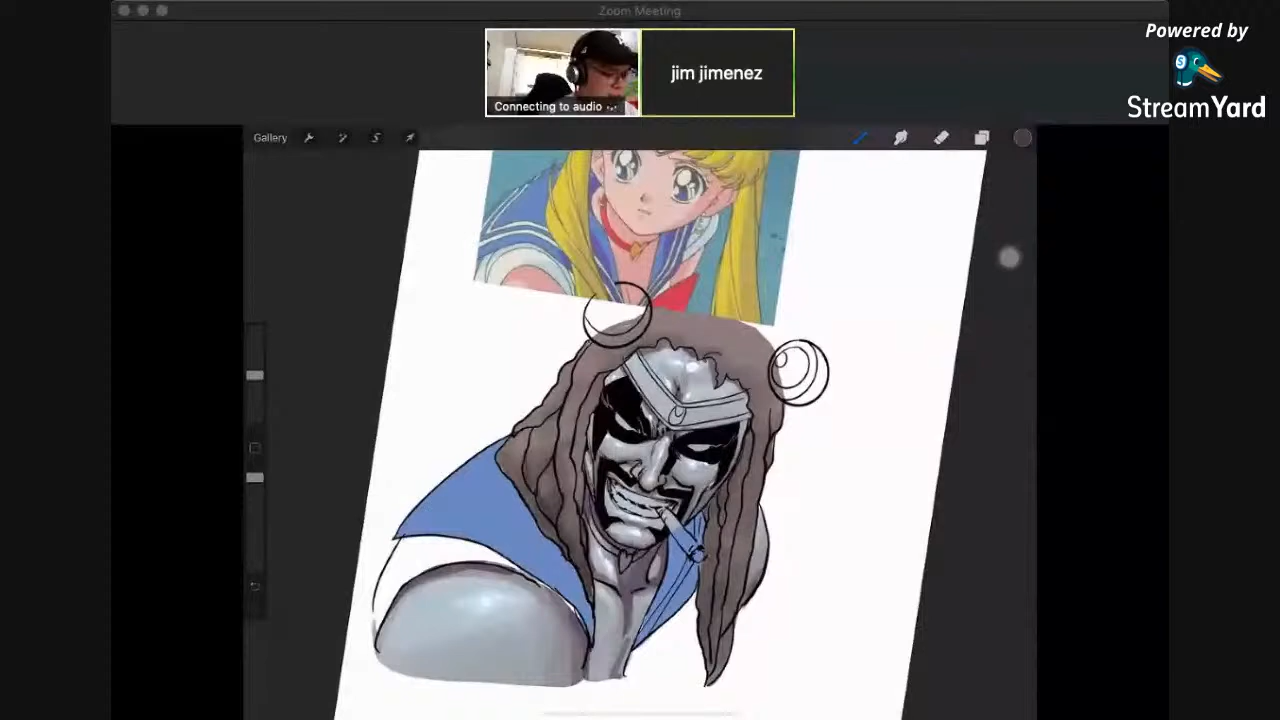 Zoom Meeting
Powered by
StreamYard
jim jimenez
Connecting to audio ...
Gallery